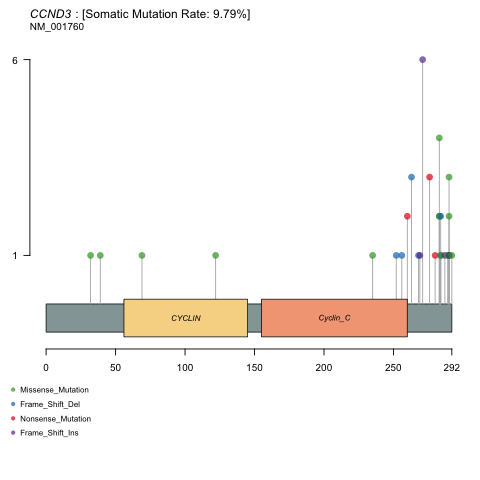 CCND3 : [Somatic Mutation Rate: 9.79%]
NM_001760
6
1
CYCLIN
Cyclin_C
0 50 100 150 200 250 292
Missense_Mutation
Frame_Shift_Del
Nonsense_Mutation
Frame_Shift_Ins